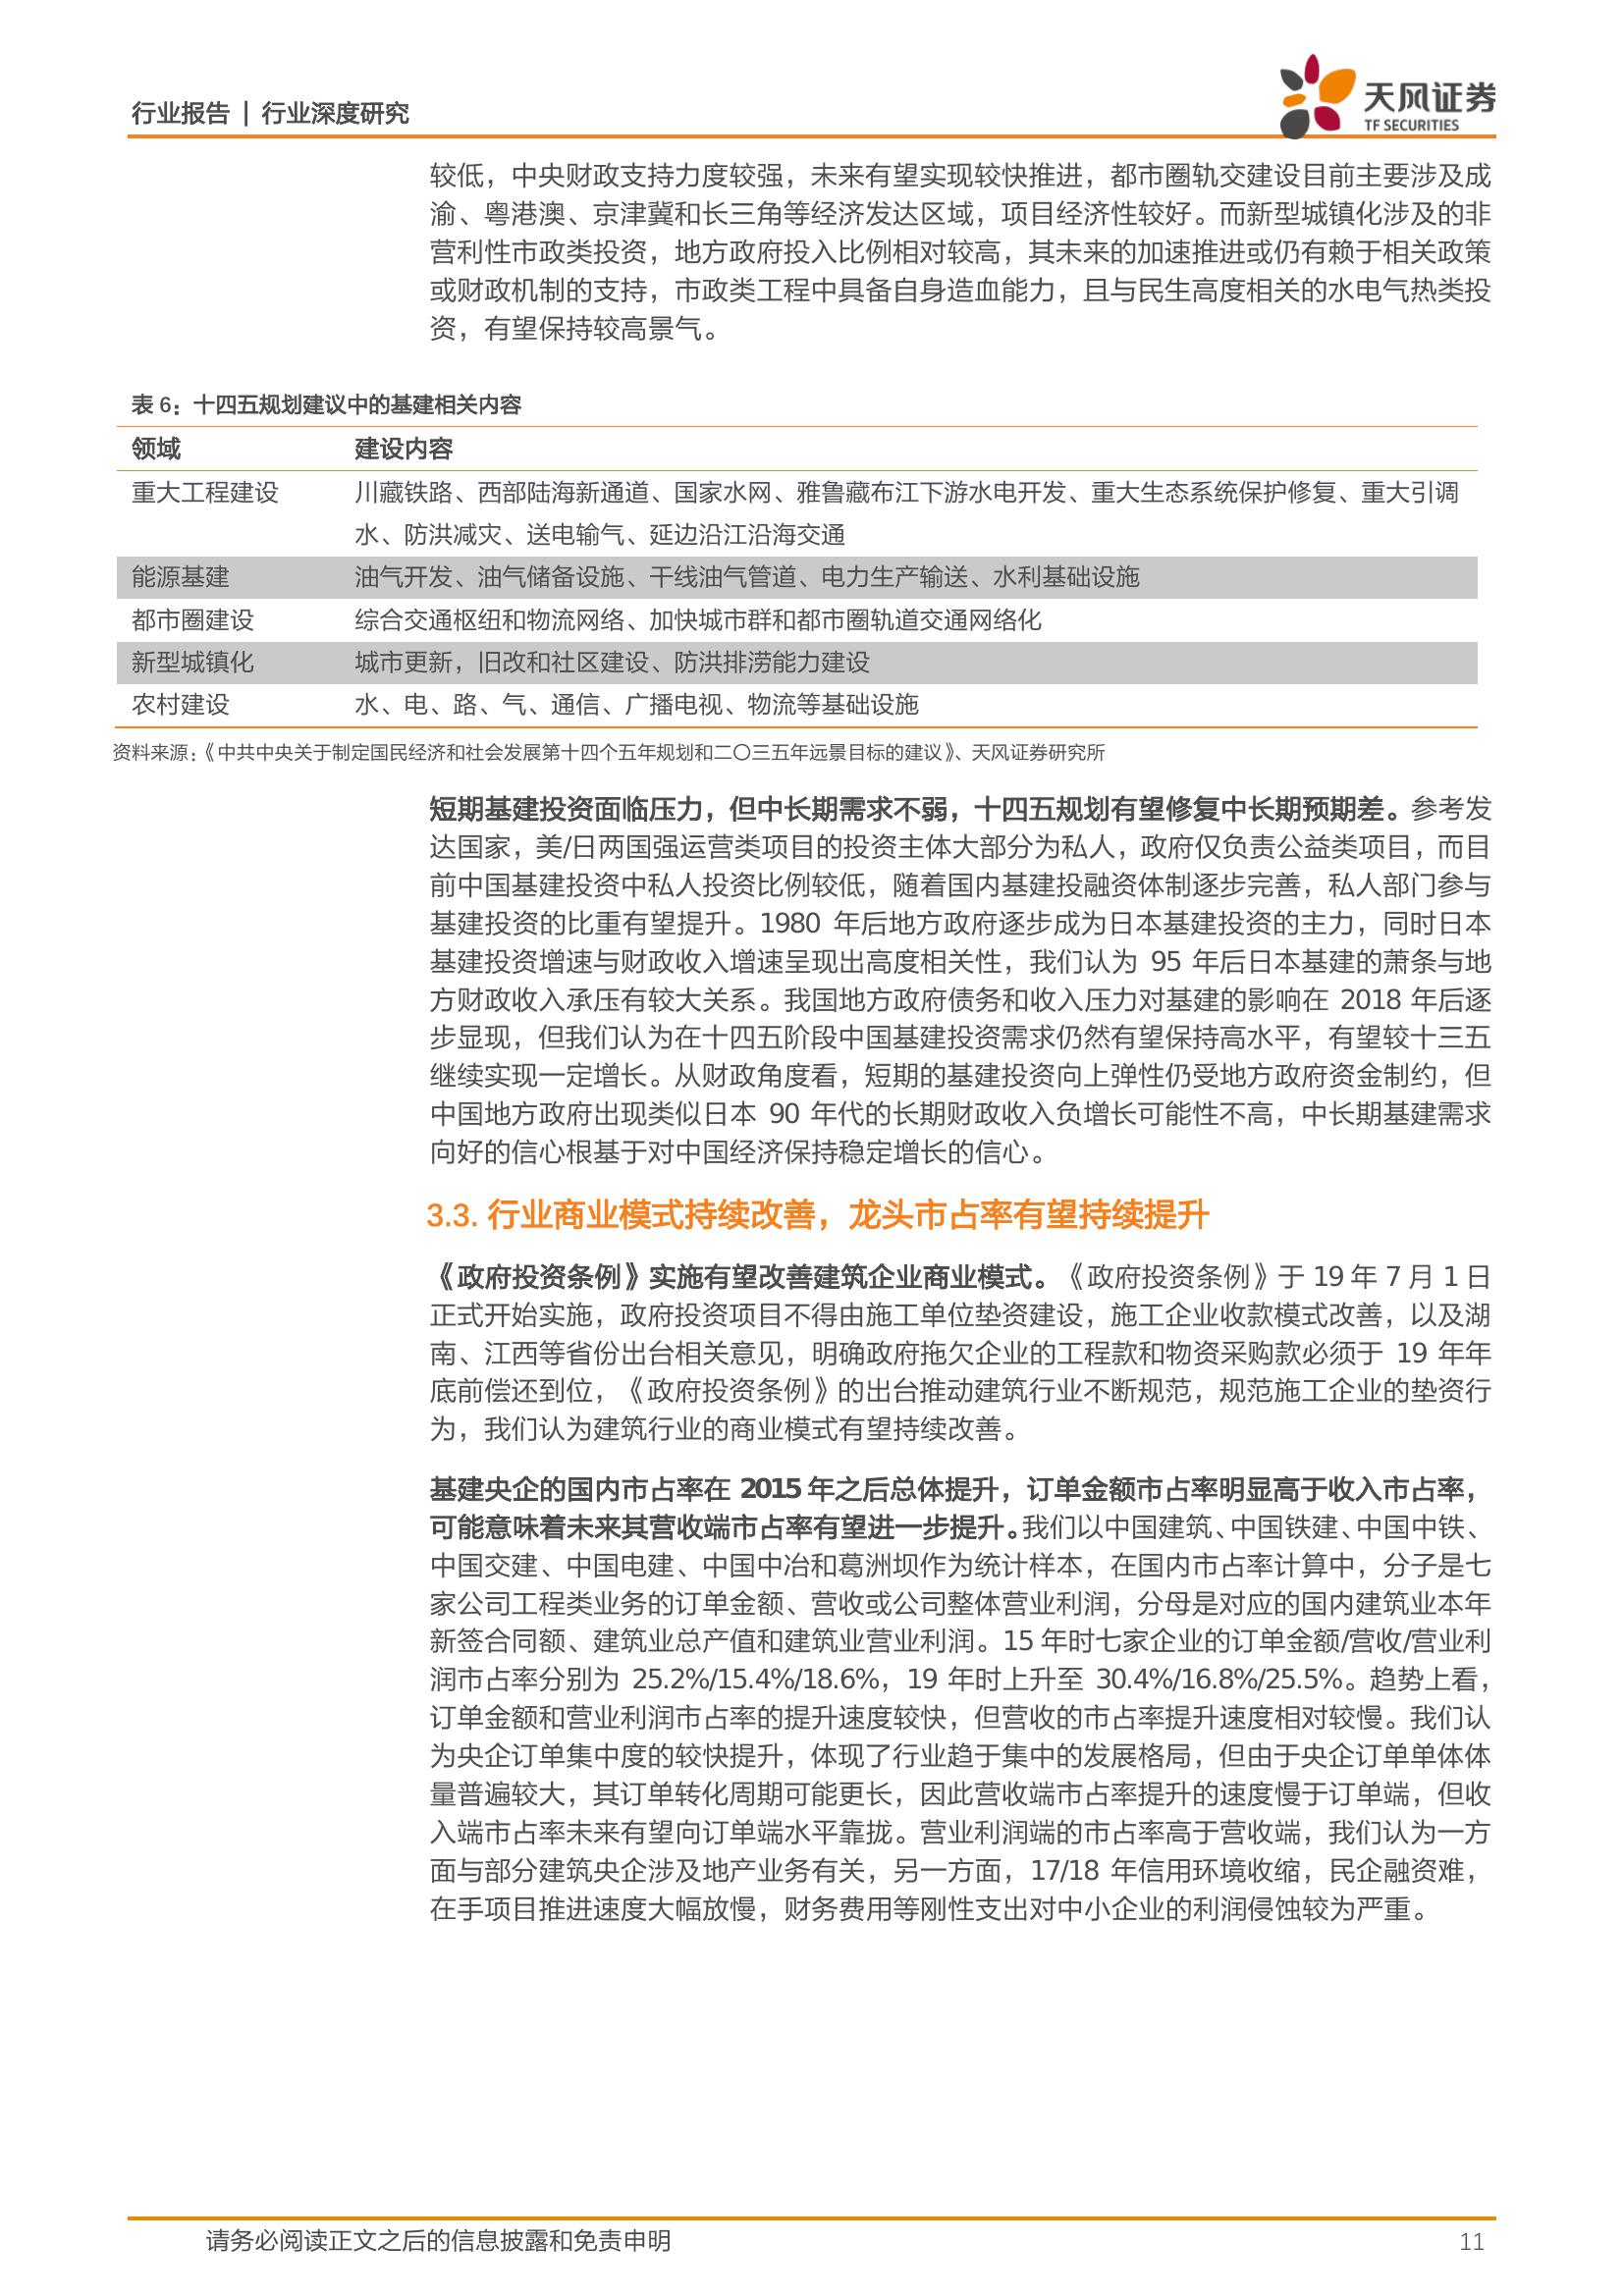 行业报告 | 行业深度研究
天风证券
TF SECURITIES
较低，中央财政支持力度较强，未来有望实现较快推进，都市圈轨交建设目前主要涉及成
渝、粤港澳、京津冀和长三角等经济发达区域，项目经济性较好。而新型城镇化涉及的非
营利性市政类投资，地方政府投入比例相对较高，其未来的加速推进或仍有赖于相关政策
或财政机制的支持，市政类工程中具备自身造血能力，且与民生高度相关的水电气热类投
资，有望保持较高景气。
表 6：十四五规划建议中的基建相关内容
领域 建设内容
重大工程建设 川藏铁路、西部陆海新通道、国家水网、雅鲁藏布江下游水电开发、重大生态系统保护修复、重大引调
水、防洪减灾、送电输气、延边沿江沿海交通
能源基建 油气开发、油气储备设施、干线油气管道、电力生产输送、水利基础设施
都市圈建设 综合交通枢纽和物流网络、加快城市群和都市圈轨道交通网络化
新型城镇化 城市更新，旧改和社区建设、防洪排涝能力建设
农村建设 水、电、路、气、通信、广播电视、物流等基础设施
资料来源：《中共中央关于制定国民经济和社会发展第十四个五年规划和二〇三五年远景目标的建议》、天风证券研究所
短期基建投资面临压力，但中长期需求不弱，十四五规划有望修复中长期预期差。参考发
达国家，美/日两国强运营类项目的投资主体大部分为私人，政府仅负责公益类项目，而目
前中国基建投资中私人投资比例较低，随着国内基建投融资体制逐步完善，私人部门参与
基建投资的比重有望提升。1980 年后地方政府逐步成为日本基建投资的主力，同时日本
基建投资增速与财政收入增速呈现出高度相关性，我们认为 95 年后日本基建的萧条与地
方财政收入承压有较大关系。我国地方政府债务和收入压力对基建的影响在 2018 年后逐
步显现，但我们认为在十四五阶段中国基建投资需求仍然有望保持高水平，有望较十三五
继续实现一定增长。从财政角度看，短期的基建投资向上弹性仍受地方政府资金制约，但
中国地方政府出现类似日本 90 年代的长期财政收入负增长可能性不高，中长期基建需求
向好的信心根基于对中国经济保持稳定增长的信心。
3.3. 行业商业模式持续改善，龙头市占率有望持续提升
《政府投资条例》实施有望改善建筑企业商业模式。《政府投资条例》于 19 年 7 月 1 日
正式开始实施，政府投资项目不得由施工单位垫资建设，施工企业收款模式改善，以及湖
南、江西等省份出台相关意见，明确政府拖欠企业的工程款和物资采购款必须于 19 年年
底前偿还到位，《政府投资条例》的出台推动建筑行业不断规范，规范施工企业的垫资行
为，我们认为建筑行业的商业模式有望持续改善。
基建央企的国内市占率在 2015 年之后总体提升，订单金额市占率明显高于收入市占率，
可能意味着未来其营收端市占率有望进一步提升。我们以中国建筑、中国铁建、中国中铁、
中国交建、中国电建、中国中冶和葛洲坝作为统计样本，在国内市占率计算中，分子是七
家公司工程类业务的订单金额、营收或公司整体营业利润，分母是对应的国内建筑业本年
新签合同额、建筑业总产值和建筑业营业利润。15 年时七家企业的订单金额/营收/营业利
润市占率分别为 25.2%/15.4%/18.6%，19 年时上升至 30.4%/16.8%/25.5%。趋势上看，
订单金额和营业利润市占率的提升速度较快，但营收的市占率提升速度相对较慢。我们认
为央企订单集中度的较快提升，体现了行业趋于集中的发展格局，但由于央企订单单体体
量普遍较大，其订单转化周期可能更长，因此营收端市占率提升的速度慢于订单端，但收
入端市占率未来有望向订单端水平靠拢。营业利润端的市占率高于营收端，我们认为一方
面与部分建筑央企涉及地产业务有关，另一方面，17/18 年信用环境收缩，民企融资难，
在手项目推进速度大幅放慢，财务费用等刚性支出对中小企业的利润侵蚀较为严重。
请务必阅读正文之后的信息披露和免责申明 11